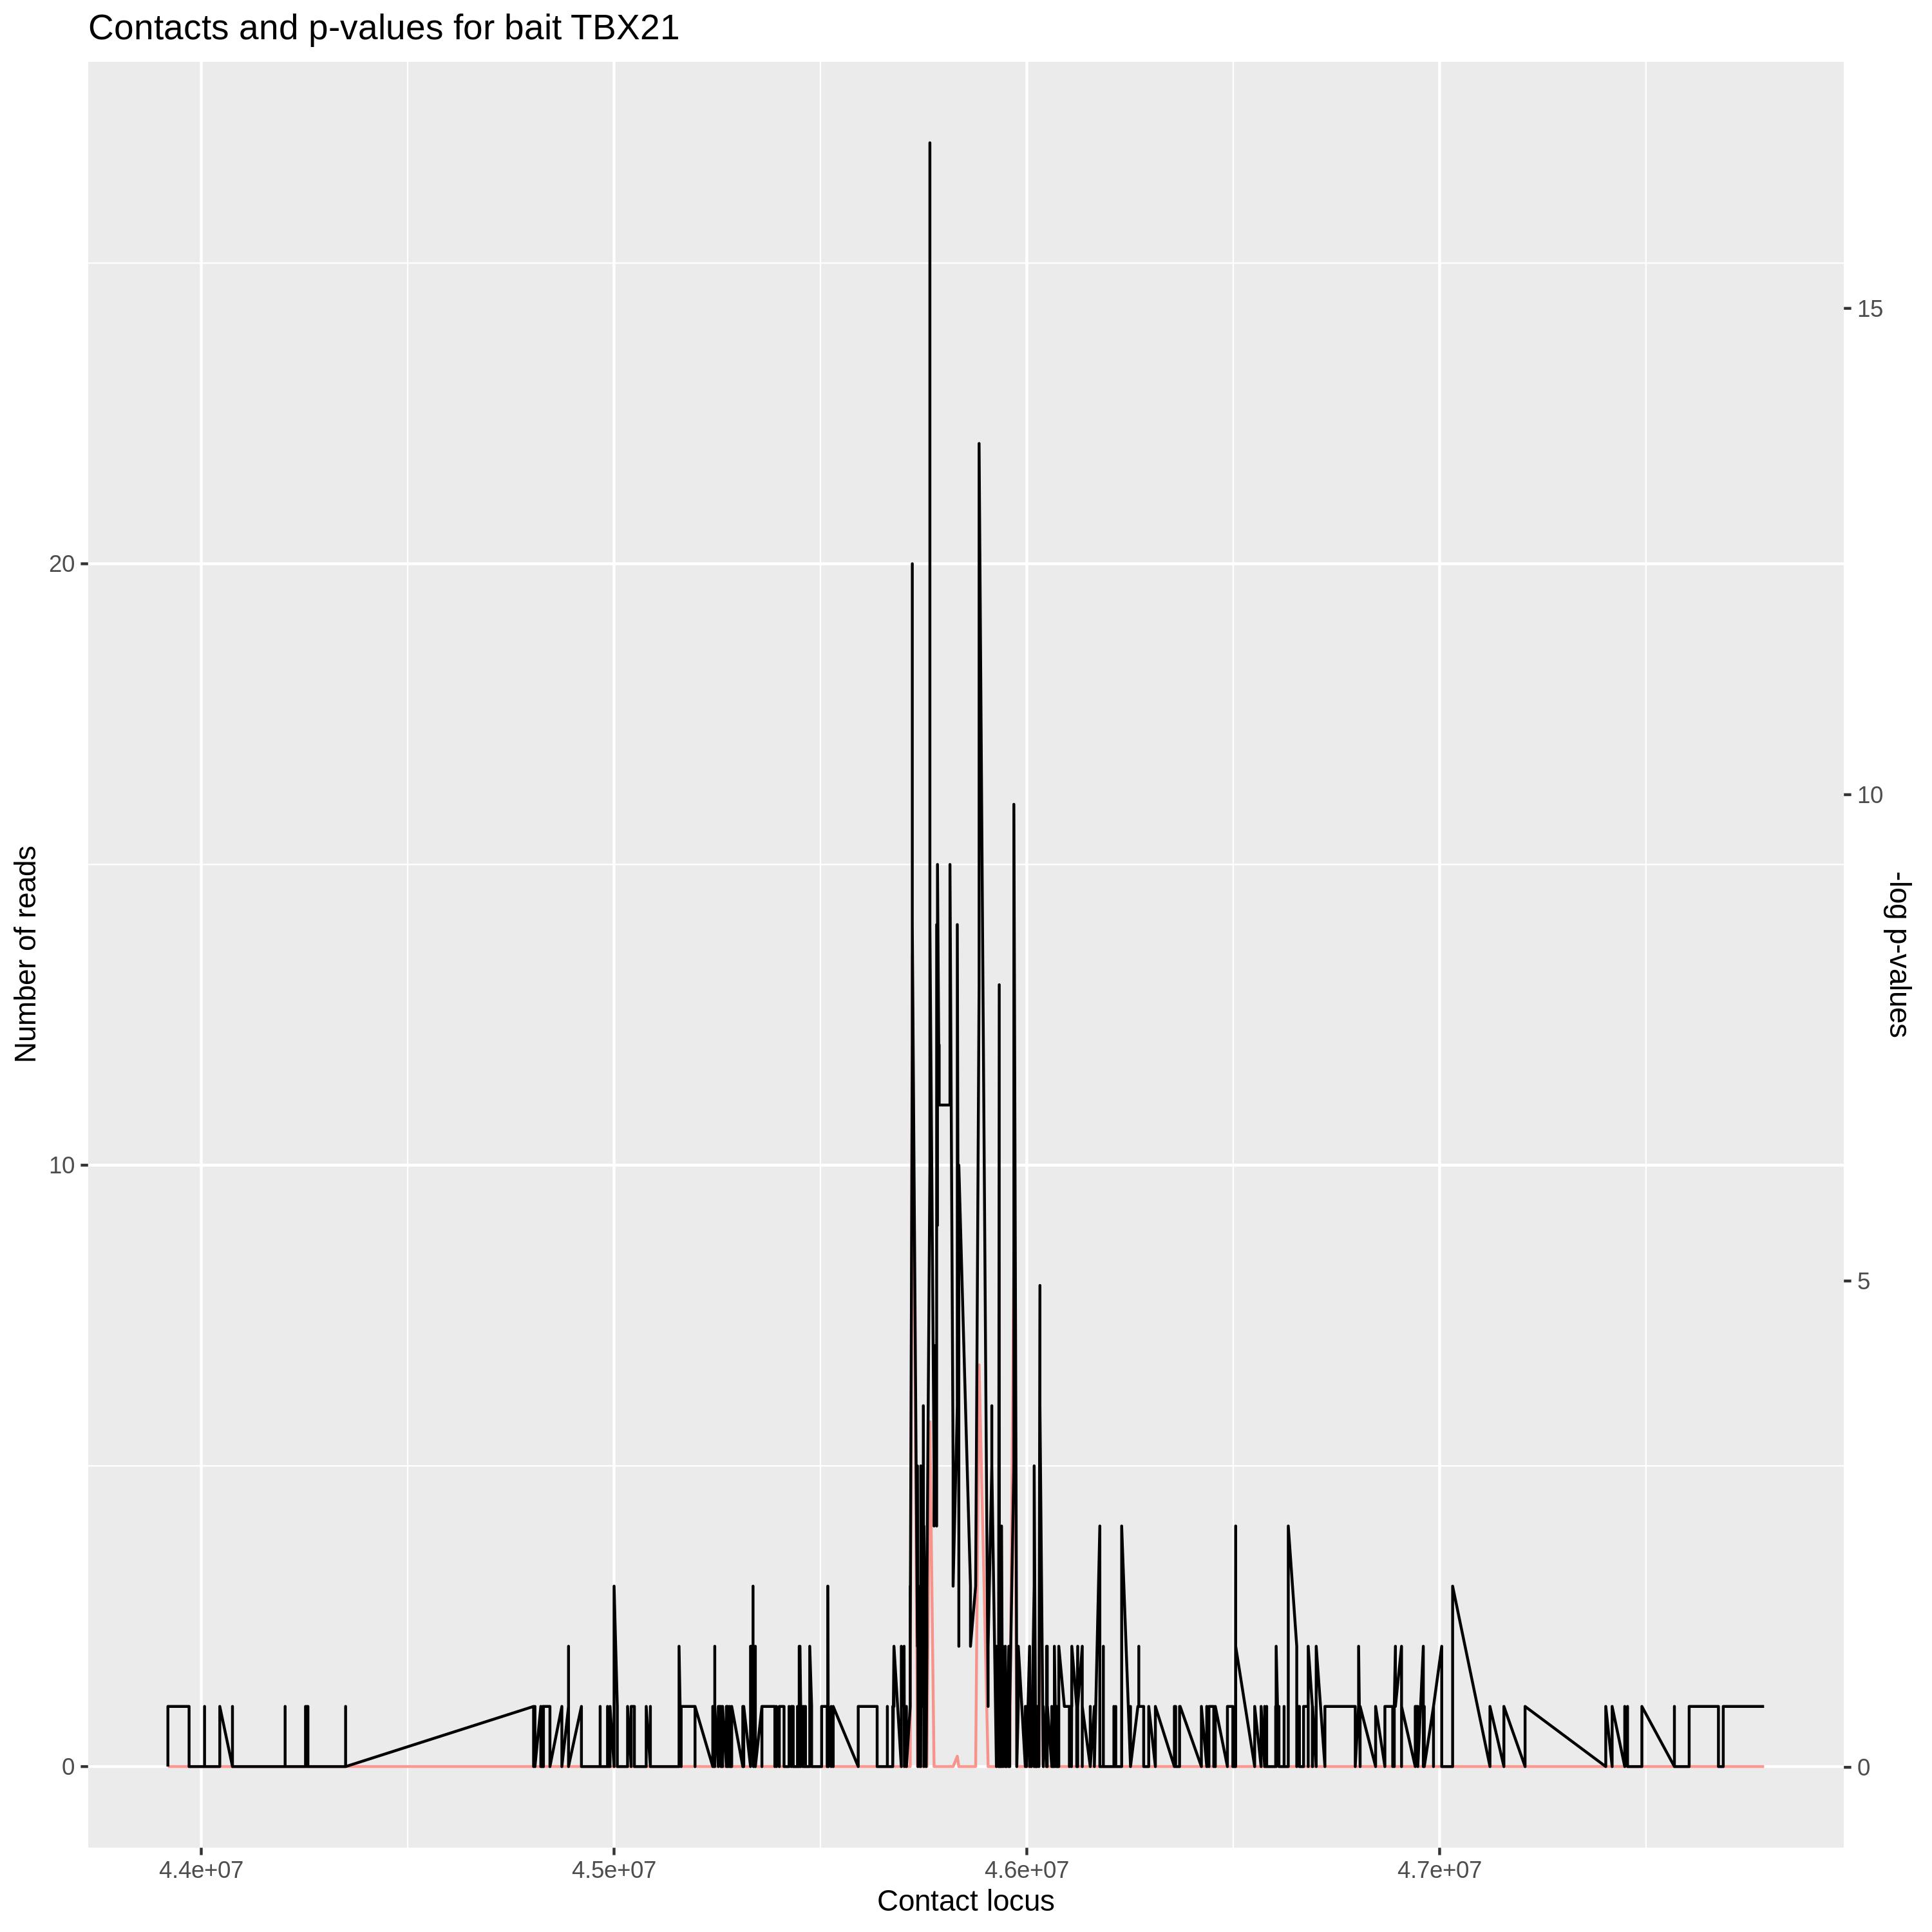 Contacts and p-values for bait TBX21
20
10
0
Number of reads
15
10
5
0
-log p-values
4.4e+07 4.5e+07 4.6e+07 4.7e+07
Contact locus